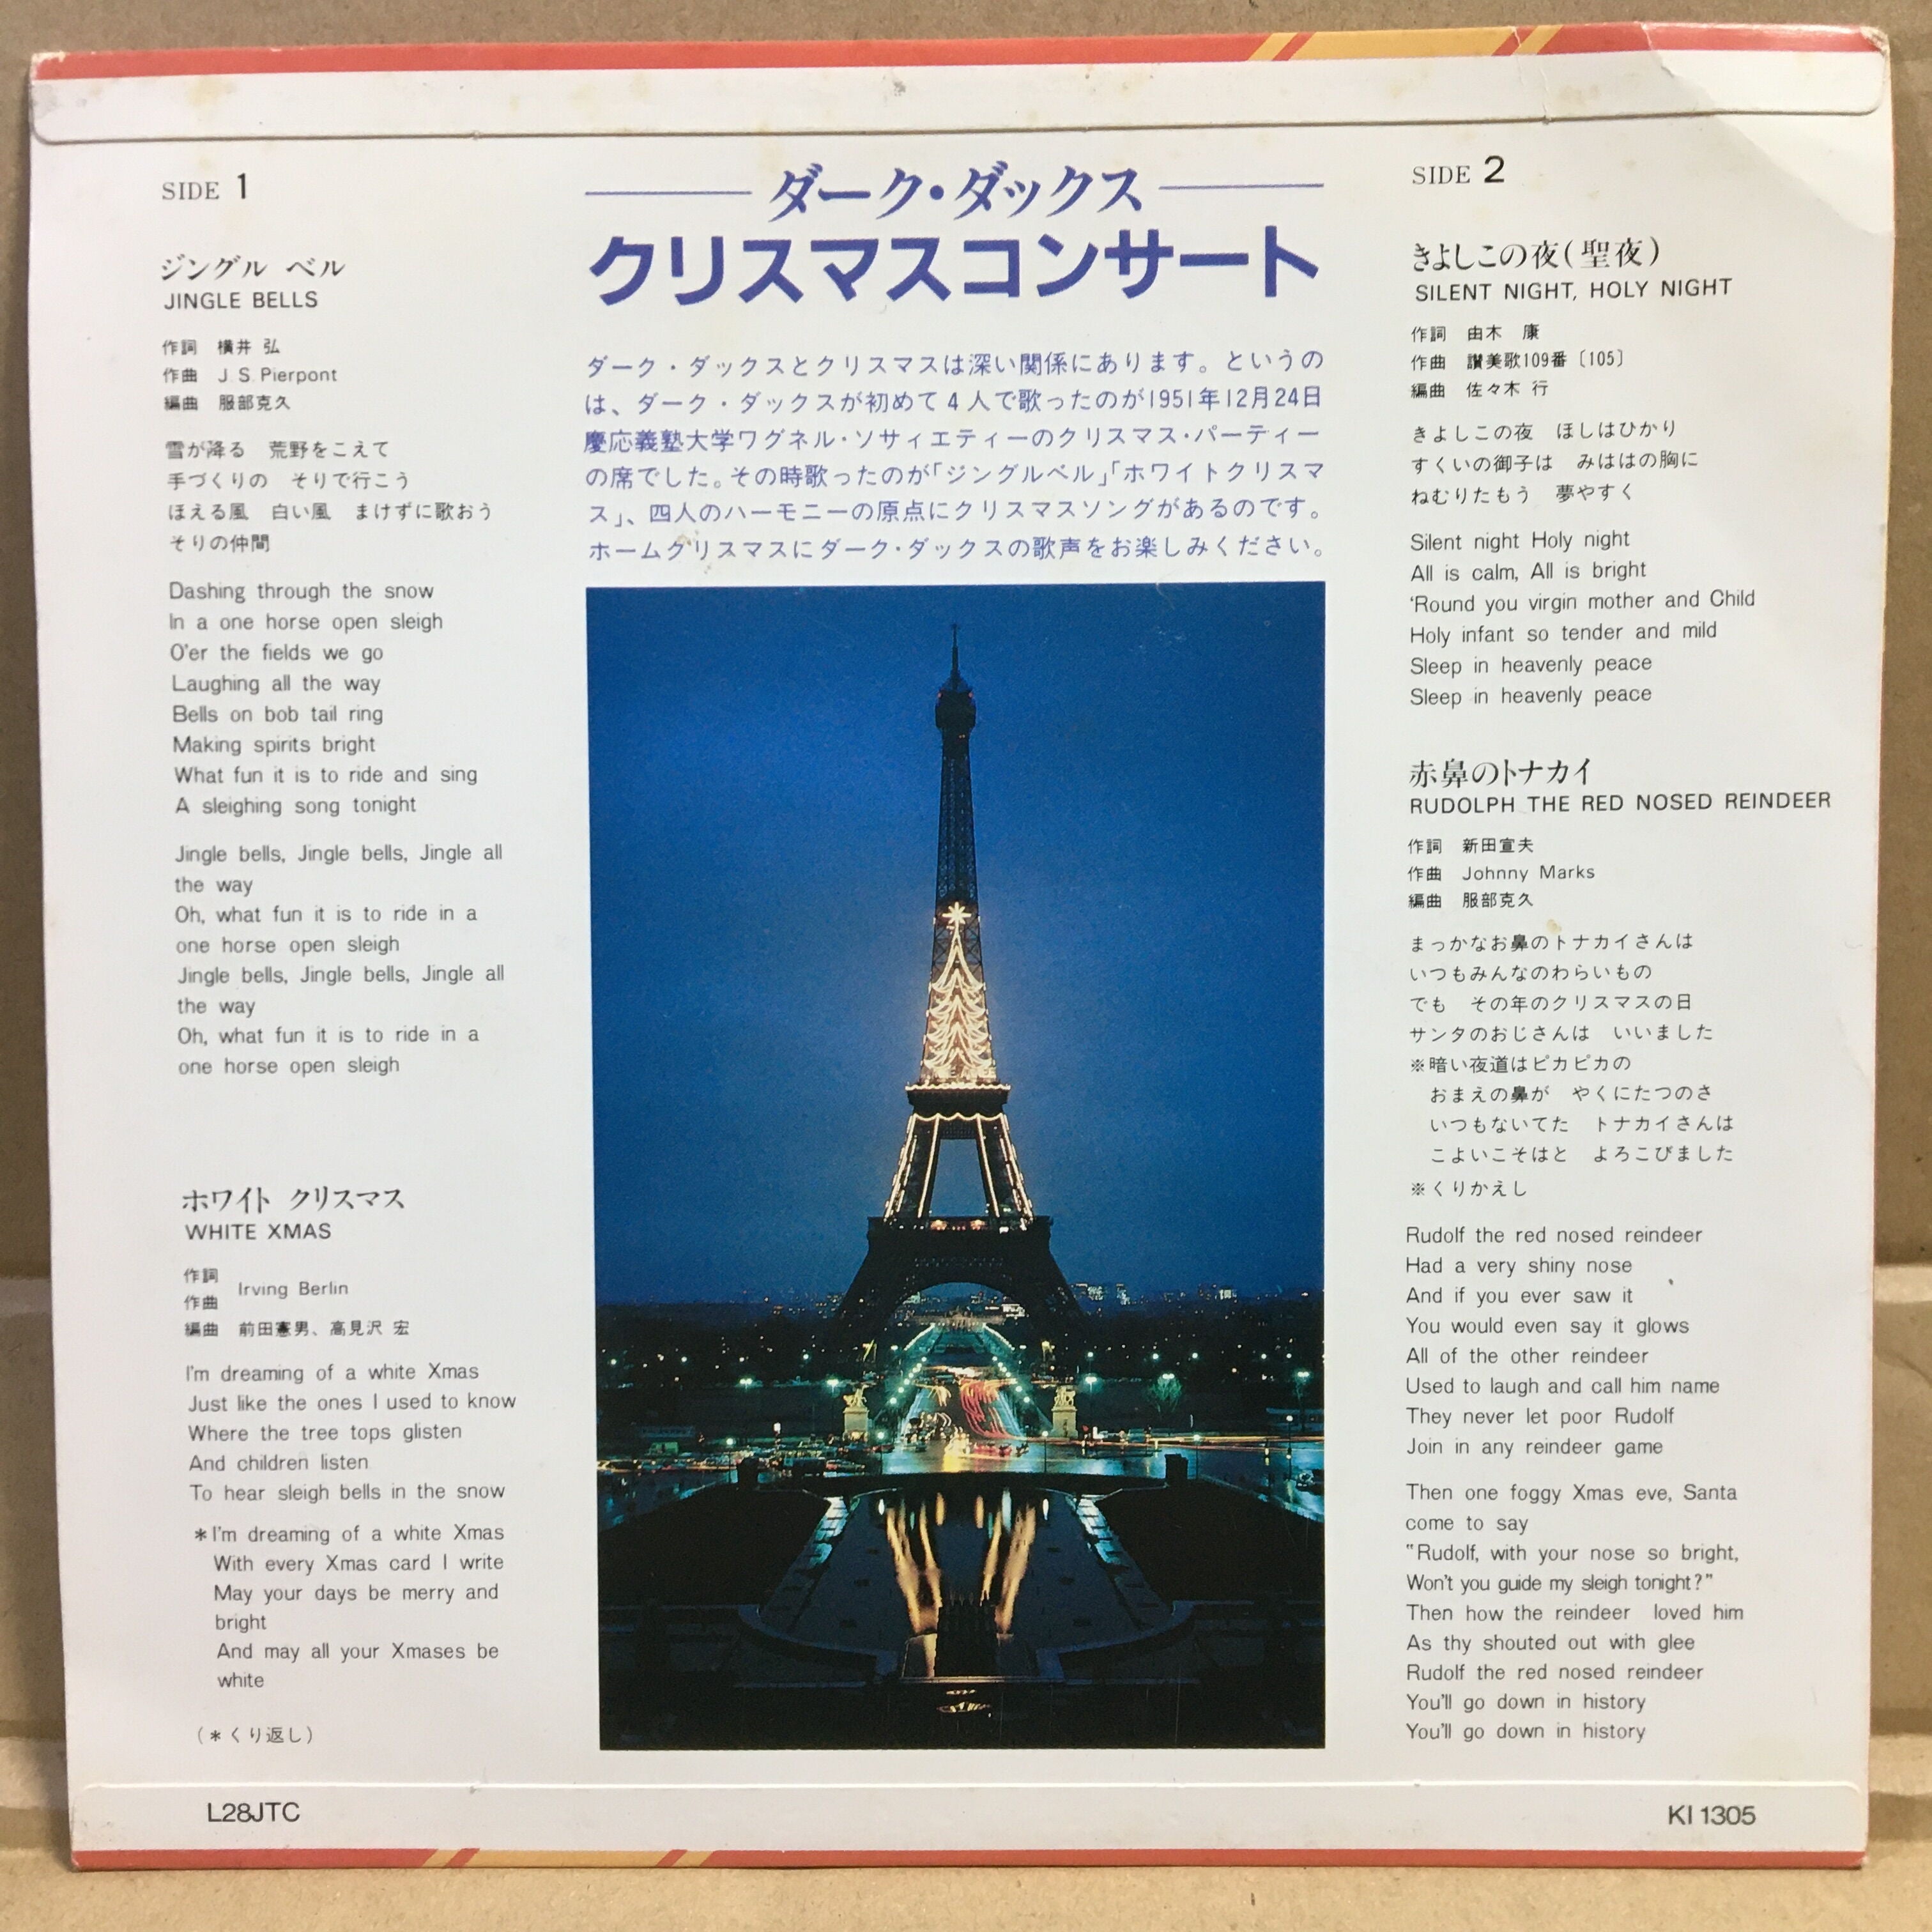 SIDE 1
ジングル ベル
JINGLE BELLS
作詞 横井 弘
作曲 J.S.Pierpont
編曲 服部克久
雪が降る 荒野をこえて
手づくりの そりで行こう
ほえる風 白い風 まけずに歌おう
そりの仲間
Dashing through the snow
In a one horse open sleigh
O'er the fields we go
Laughing all the way
Bells on bob tail ring
Making spirits bright
What fun it is to ride and sing
A sleighing song tonight
Jingle bells, Jingle bells, Jingle all
the way
Oh, what fun it is to ride in a
one horse open sleigh
Jingle bells, Jingle bells, Jingle all
the way
Oh, what fun it is to ride in a
one horse open sleigh
ホワイト クリスマス
WHITE XMAS
作詞
作曲 Irving Berlin
編曲 前田憲男、高見沢 宏
I'm dreaming of a white Xmas
Just like the ones I used to know
Where the tree tops glisten
And children listen
To hear sleigh bells in the snow
*I'm dreaming of a white Xmas
With every Xmas card I write
May your days be merry and
bright
And may all your Xmases be
white
(*くり返し)
L28JTC
ダーク・ダックス
クリスマスコンサート
ダーク・ダックスとクリスマスは深い関係にあります。というの
は、ダーク・ダックスが初めて4人で歌ったのが1951年12月24日
慶応義塾大学ワグネル・ソサィエティーのクリスマス・パーティー
の席でした。その時歌ったのが「ジングルベル」「ホワイトクリスマ
ス」、四人のハーモニーの原点にクリスマスソングがあるのです。
ホームクリスマスにダーク・ダックスの歌声をお楽しみください。
SIDE 2
きよしこの夜(聖夜)
SILENT NIGHT, HOLY NIGHT
作詞 由木 康
作曲 讃美歌109番〔105〕
編曲 佐々木 行
きよしこの夜 ほしはひかり
すくいの御子は みははの胸に
ねむりたもう 夢やすく
Silent night Holy night
All is calm, All is bright
'Round you virgin mother and Child
Holy infant so tender and mild
Sleep in heavenly peace
Sleep in heavenly peace
赤鼻のトナカイ
RUDOLPH THE RED NOSED REINDEER
作詞 新田宣夫
作曲 Johnny Marks
編曲 服部克久
まっかなお鼻のトナカイさんは
いつもみんなのわらいもの
でも その年のクリスマスの日
サンタのおじさんは いいました
※暗い夜道はピカピカの
おまえの鼻が やくにたつのさ
いつもないてた トナカイさんは
こよいこそはと よろこびました
※くりかえし
Rudolf the red nosed reindeer
Had a very shiny nose
And if you ever saw it
You would even say it glows
All of the other reindeer
Used to laugh and call him name
They never let poor Rudolf
Join in any reindeer game
Then one foggy Xmas eve, Santa
come to say
"Rudolf, with your nose so bright,
Won't you guide my sleigh tonight?"
Then how the reindeer loved him
As thy shouted out with glee
Rudolf the red nosed reindeer
You'll go down in history
You'll go down in history
KI 1305